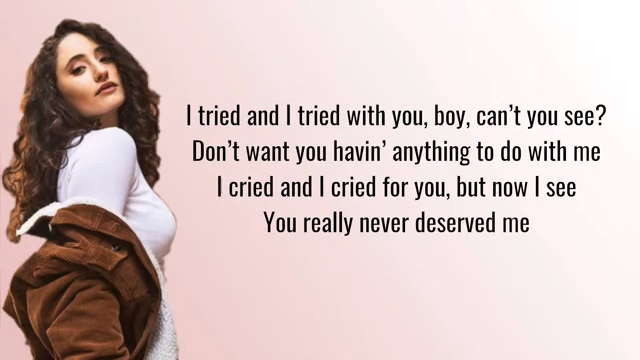 I tried and I tried with you, boy, can’t you see?
Don’t want you havin’ anything to do with me
I cried and I cried for you, but now I see
You really never deserved me